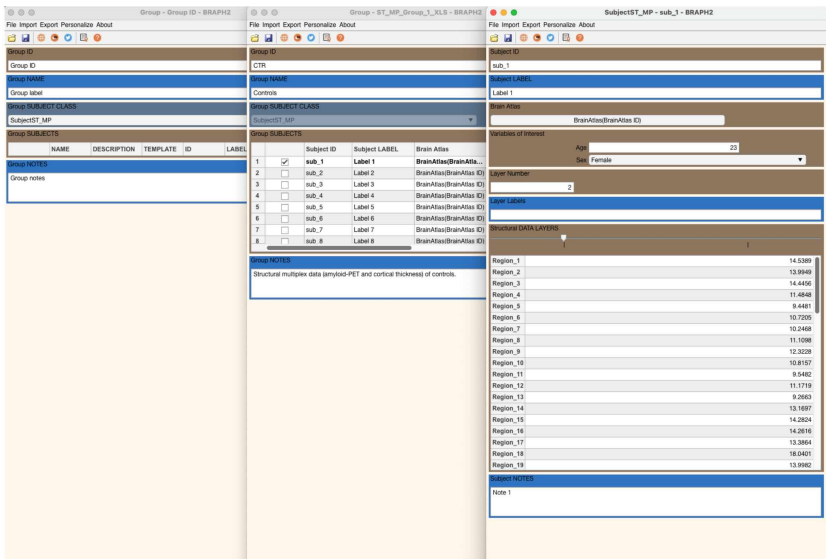 Group - Group ID - BRAPH2
File Import Export Personalize About
Group ID
Group ID
Group NAME
Group label
Group SUBJECT CLASS
SubjectST_MP
Group SUBJECTS
NAME DESCRIPTION TEMPLATE ID LABEL
Group NOTES
Group notes
Group - ST_MP_Group_1_XLS - BRAPH2
File Import Export Personalize About
Group ID
CTR
Group NAME
Controls
Group SUBJECT CLASS
SubjectST_MP
Group SUBJECTS
Subject ID Subject LABEL Brain Atlas
1 sub_1 Label 1 BrainAtlas(BrainAtla...
2 sub_2 Label 2 BrainAtlas(BrainAtlas ID)
3 sub_3 Label 3 BrainAtlas(BrainAtlas ID)
4 sub_4 Label 4 BrainAtlas(BrainAtlas ID)
5 sub_5 Label 5 BrainAtlas(BrainAtlas ID)
6 sub_6 Label 6 BrainAtlas(BrainAtlas ID)
7 sub_7 Label 7 BrainAtlas(BrainAtlas ID)
8 sub_8 Label 8 BrainAtlas(BrainAtlas ID)
Group NOTES
Structural multiplex data (amyloid-PET and cortical thickness) of controls.
SubjectST_MP - sub_1 - BRAPH2
File Import Export Personalize About
Subject ID
sub_1
Subject LABEL
Label 1
Brain Atlas
BrainAtlas(BrainAtlas ID)
Variables of Interest
Age 23
Sex Female
Layer Number
2
Layer Labels
Structural DATA LAYERS
Region_1 14.5389
Region_2 13.9949
Region_3 14.4456
Region_4 11.4848
Region_5 9.4481
Region_6 10.7205
Region_7 10.2468
Region_8 11.1098
Region_9 12.3228
Region_10 10.8157
Region_11 9.5482
Region_12 11.1719
Region_13 9.2663
Region_14 13.1697
Region_15 14.2824
Region_16 14.2616
Region_17 13.3864
Region_18 18.0401
Region_19 13.9982
Subject NOTES
Note 1